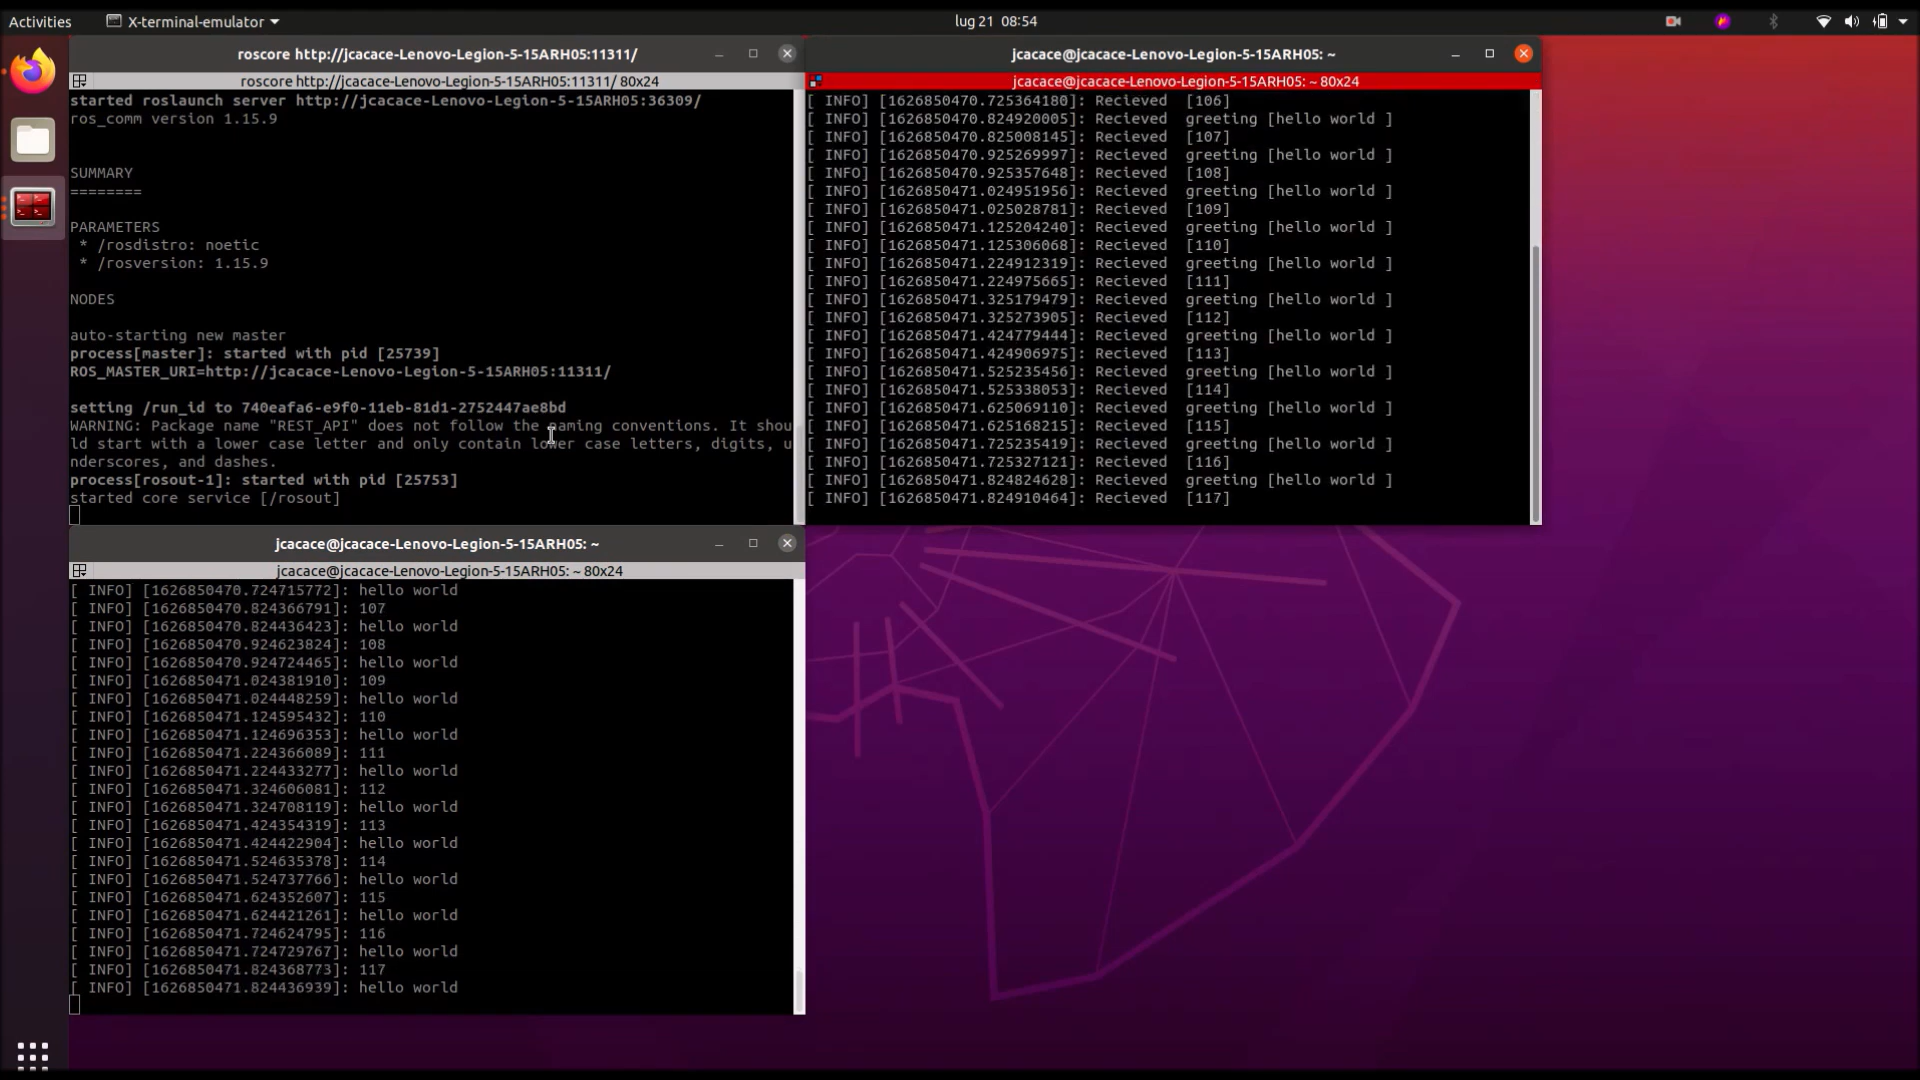 Activities
X-terminal-emulator
lug 21 08:54
roscore http://jcacace-Lenovo-Legion-5-15ARH05:11311/
roscore http://jcacace-Lenovo-Legion-5-15ARH05:11311/ 80x24
started roslaunch server http://jcacace-Lenovo-Legion-5-15ARH05:36309/
ros_comm version 1.15.9
SUMMARY
========
PARAMETERS
* /rosdistro: noetic
* /rosversion: 1.15.9
NODES
auto-starting new master
process[master]: started with pid [25739]
ROS_MASTER_URI=http://jcacace-Lenovo-Legion-5-15ARH05:11311/
setting /run_id to 740eafa6-e9f0-11eb-81d1-2752447ae8bd
WARNING: Package name "REST_API" does not follow the naming conventions. It shou
ld start with a lower case letter and only contain lower case letters, digits, u
nderscores, and dashes.
process[rosout-1]: started with pid [25753]
started core service [/rosout]
jcacace@jcacace-Lenovo-Legion-5-15ARH05: ~
jcacace@jcacace-Lenovo-Legion-5-15ARH05: ~ 80x24
[ INFO] [1626850470.725364180]: Recieved [106]
[ INFO] [1626850470.824920005]: Recieved greeting [hello world ]
[ INFO] [1626850470.825008145]: Recieved [107]
[ INFO] [1626850470.925269997]: Recieved greeting [hello world ]
[ INFO] [1626850470.925357648]: Recieved [108]
[ INFO] [1626850471.024951956]: Recieved greeting [hello world ]
[ INFO] [1626850471.025028781]: Recieved [109]
[ INFO] [1626850471.125204240]: Recieved greeting [hello world ]
[ INFO] [1626850471.125306068]: Recieved [110]
[ INFO] [1626850471.224912319]: Recieved greeting [hello world ]
[ INFO] [1626850471.224975665]: Recieved [111]
[ INFO] [1626850471.325179479]: Recieved greeting [hello world ]
[ INFO] [1626850471.325273905]: Recieved [112]
[ INFO] [1626850471.424779444]: Recieved greeting [hello world ]
[ INFO] [1626850471.424906975]: Recieved [113]
[ INFO] [1626850471.525235456]: Recieved greeting [hello world ]
[ INFO] [1626850471.525338053]: Recieved [114]
[ INFO] [1626850471.625069110]: Recieved greeting [hello world ]
[ INFO] [1626850471.625168215]: Recieved [115]
[ INFO] [1626850471.725235419]: Recieved greeting [hello world ]
[ INFO] [1626850471.725327121]: Recieved [116]
[ INFO] [1626850471.824824628]: Recieved greeting [hello world ]
[ INFO] [1626850471.824910464]: Recieved [117]
jcacace@jcacace-Lenovo-Legion-5-15ARH05: ~
jcacace@jcacace-Lenovo-Legion-5-15ARH05: ~ 80x24
[ INFO] [1626850470.724715772]: hello world
[ INFO] [1626850470.824366791]: 107
[ INFO] [1626850470.824436423]: hello world
[ INFO] [1626850470.924623824]: 108
[ INFO] [1626850470.924724465]: hello world
[ INFO] [1626850471.024381910]: 109
[ INFO] [1626850471.024448259]: hello world
[ INFO] [1626850471.124595432]: 110
[ INFO] [1626850471.124696353]: hello world
[ INFO] [1626850471.224366089]: 111
[ INFO] [1626850471.224433277]: hello world
[ INFO] [1626850471.324606081]: 112
[ INFO] [1626850471.324708119]: hello world
[ INFO] [1626850471.424354319]: 113
[ INFO] [1626850471.424422904]: hello world
[ INFO] [1626850471.524635378]: 114
[ INFO] [1626850471.524737766]: hello world
[ INFO] [1626850471.624352607]: 115
[ INFO] [1626850471.624421261]: hello world
[ INFO] [1626850471.724624795]: 116
[ INFO] [1626850471.724729767]: hello world
[ INFO] [1626850471.824368773]: 117
[ INFO] [1626850471.824436939]: hello world